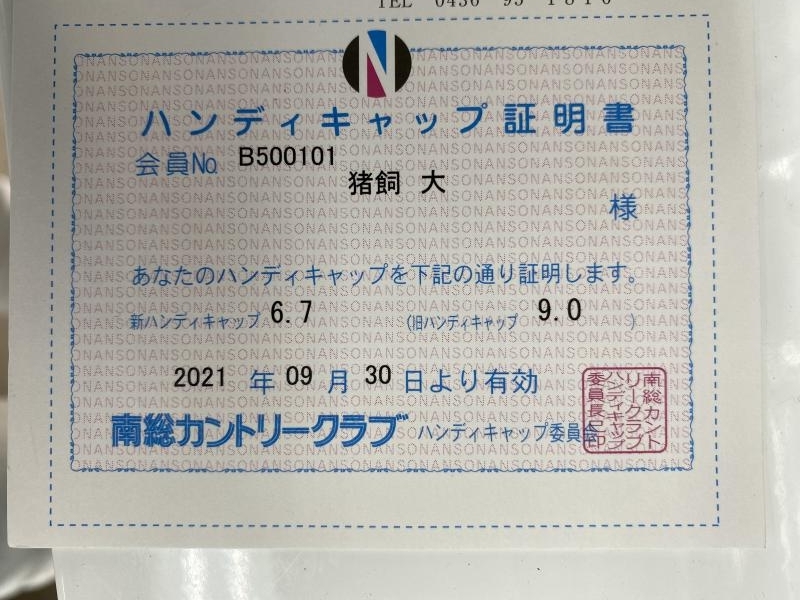 TEL 0436 95 1810
ハンディキャップ証明書
会員No. B500101
猪飼 大
様
あなたのハンディキャップを下記の通り証明します。
新ハンディキャップ 6.7 (旧ハンディキャップ 9.0 )
2021 年 09 月 30 日より有効
南総カントリークラブ ハンディキャップ委員会
南総カント
リークラブ
ハンディキャップ
委員長之印